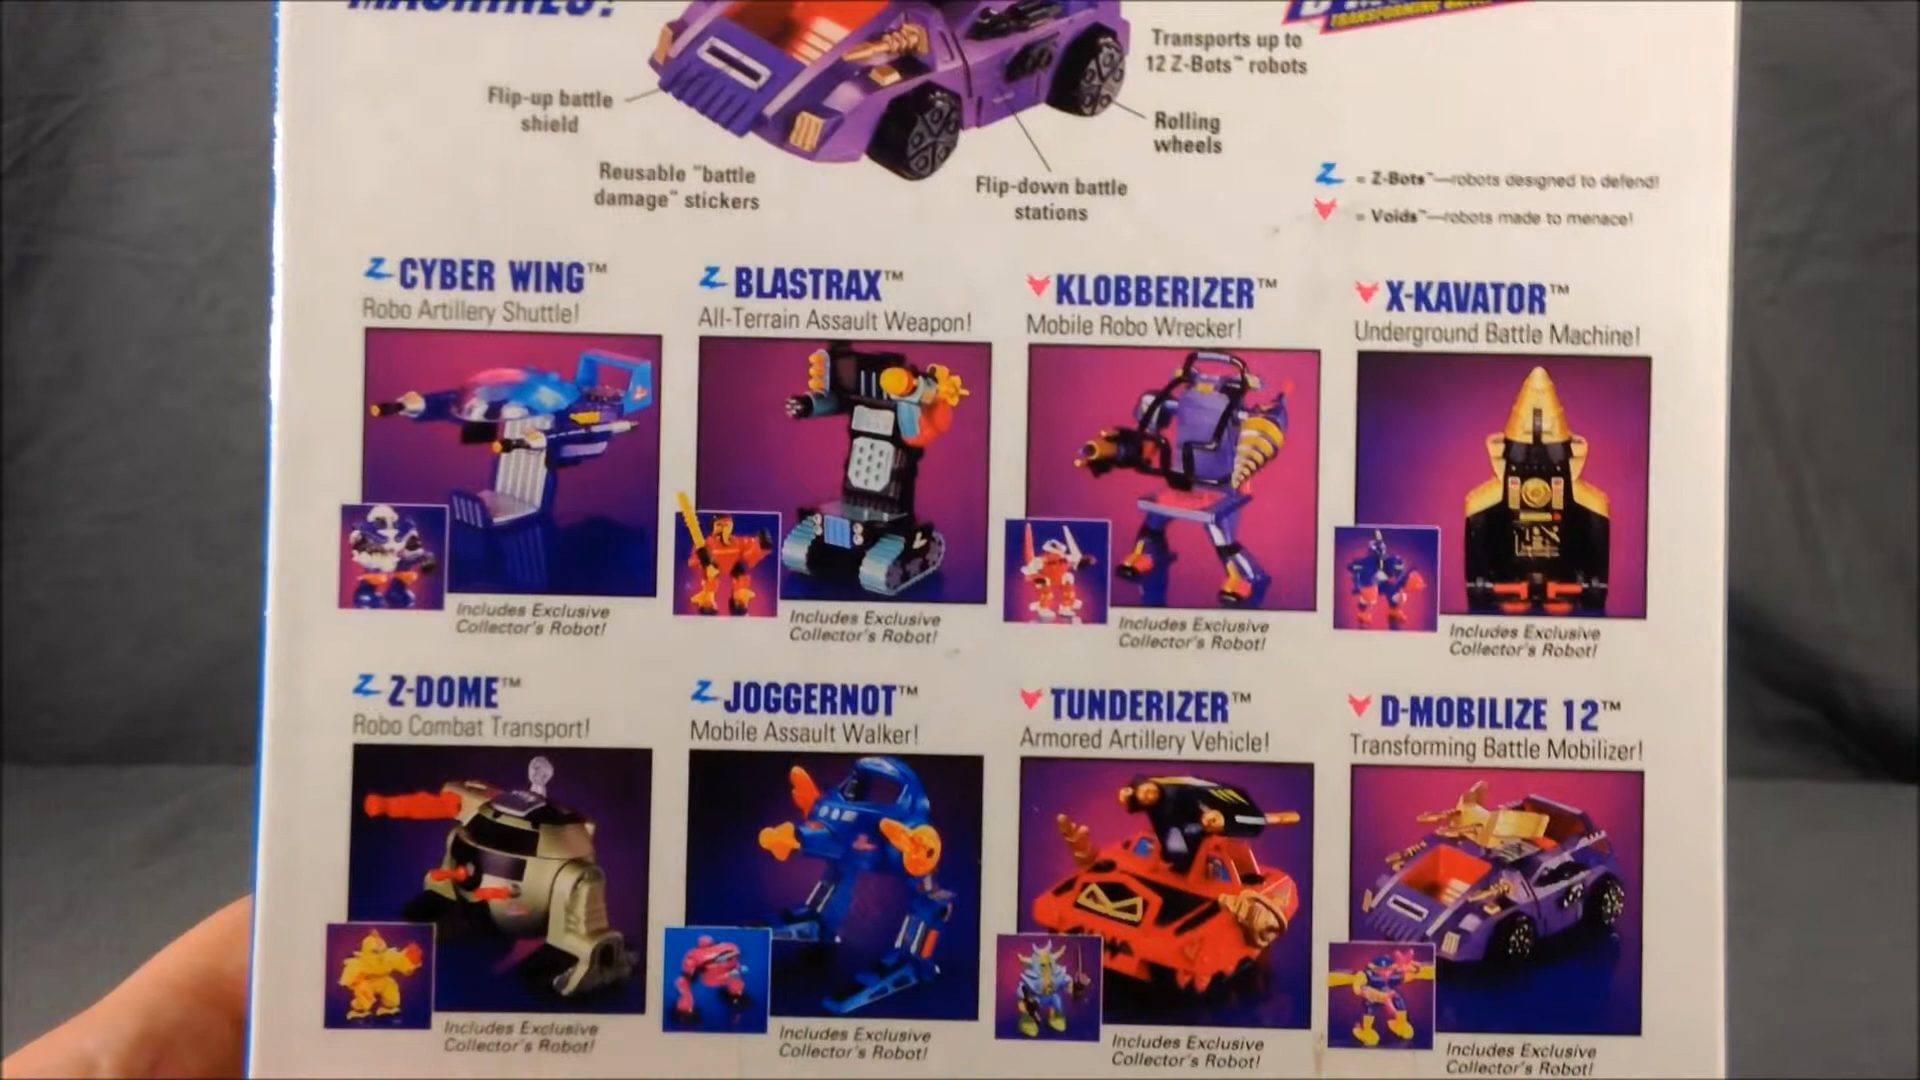 MACHINES!
TRANSFORMING
Transports up to
12 Z-Bots™ robots
Flip-up battle
shield
Rolling
wheels
Reusable "battle
damage" stickers
Flip-down battle
stations
Z = Z-Bots™—robots designed to defend!
= Voids™—robots made to menace!
Z CYBER WING™
Robo Artillery Shuttle!
Includes Exclusive
Collector's Robot!
Z BLASTRAX™
All-Terrain Assault Weapon!
Includes Exclusive
Collector's Robot!
KLOBBERIZER™
Mobile Robo Wrecker!
Includes Exclusive
Collector's Robot!
X-KAVATOR™
Underground Battle Machine!
Includes Exclusive
Collector's Robot!
Z Z-DOME™
Robo Combat Transport!
Includes Exclusive
Collector's Robot!
Z JOGGERNOT™
Mobile Assault Walker!
Includes Exclusive
Collector's Robot!
TUNDERIZER™
Armored Artillery Vehicle!
Includes Exclusive
Collector's Robot!
D-MOBILIZE 12™
Transforming Battle Mobilizer!
Includes Exclusive
Collector's Robot!